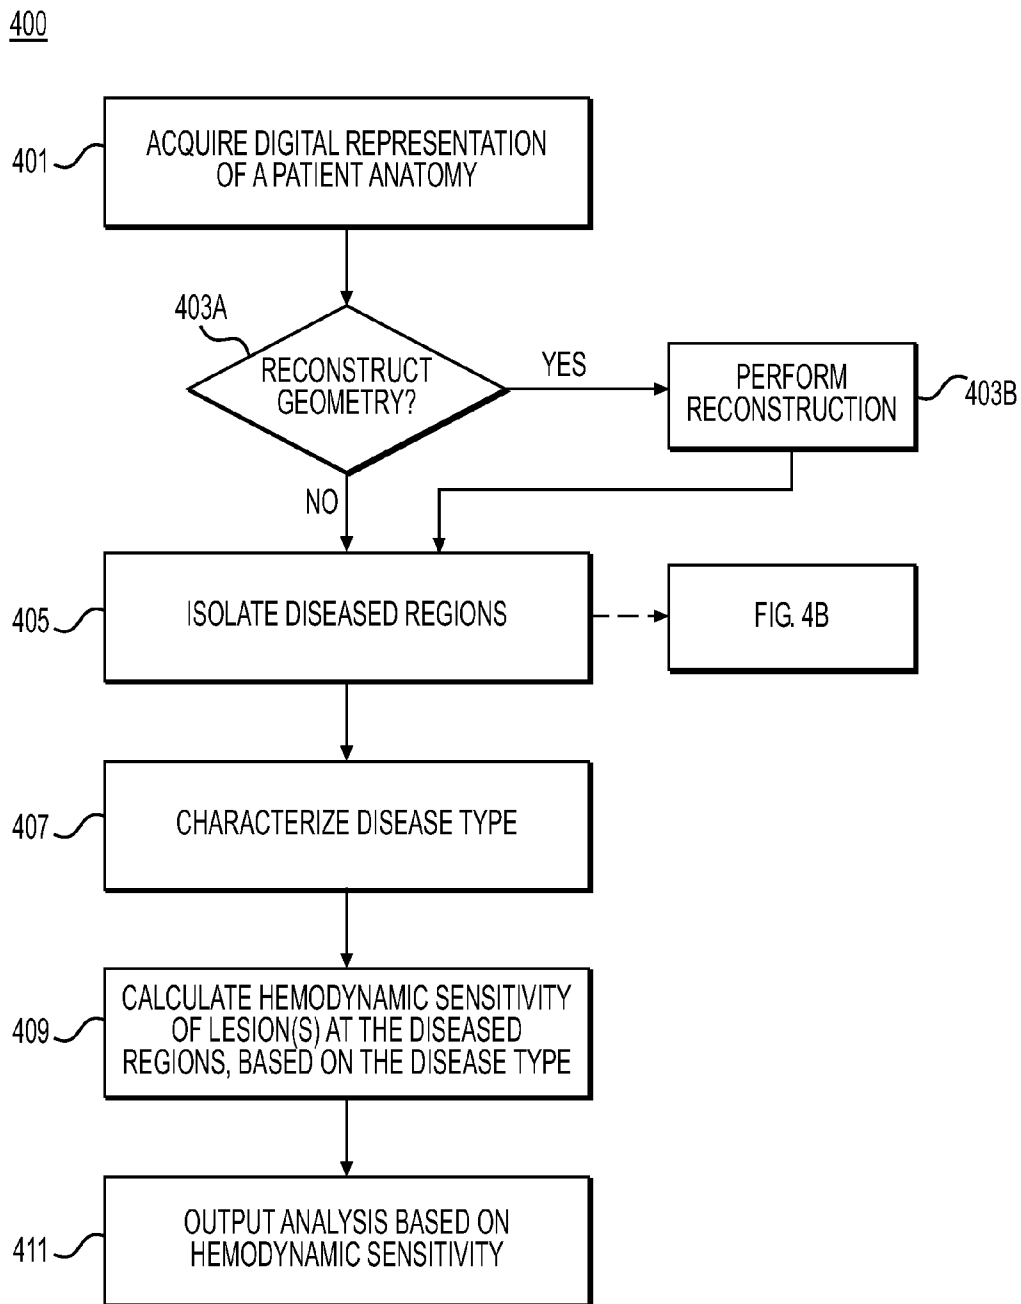 400
401
ACQUIRE DIGITAL REPRESENTATION
OF A PATIENT ANATOMY
403A
RECONSTRUCT
GEOMETRY?
YES
PERFORM
RECONSTRUCTION
403B
NO
405
ISOLATE DISEASED REGIONS
FIG. 4B
407
CHARACTERIZE DISEASE TYPE
409
CALCULATE HEMODYNAMIC SENSITIVITY
OF LESION(S) AT THE DISEASED
REGIONS, BASED ON THE DISEASE TYPE
411
OUTPUT ANALYSIS BASED ON
HEMODYNAMIC SENSITIVITY